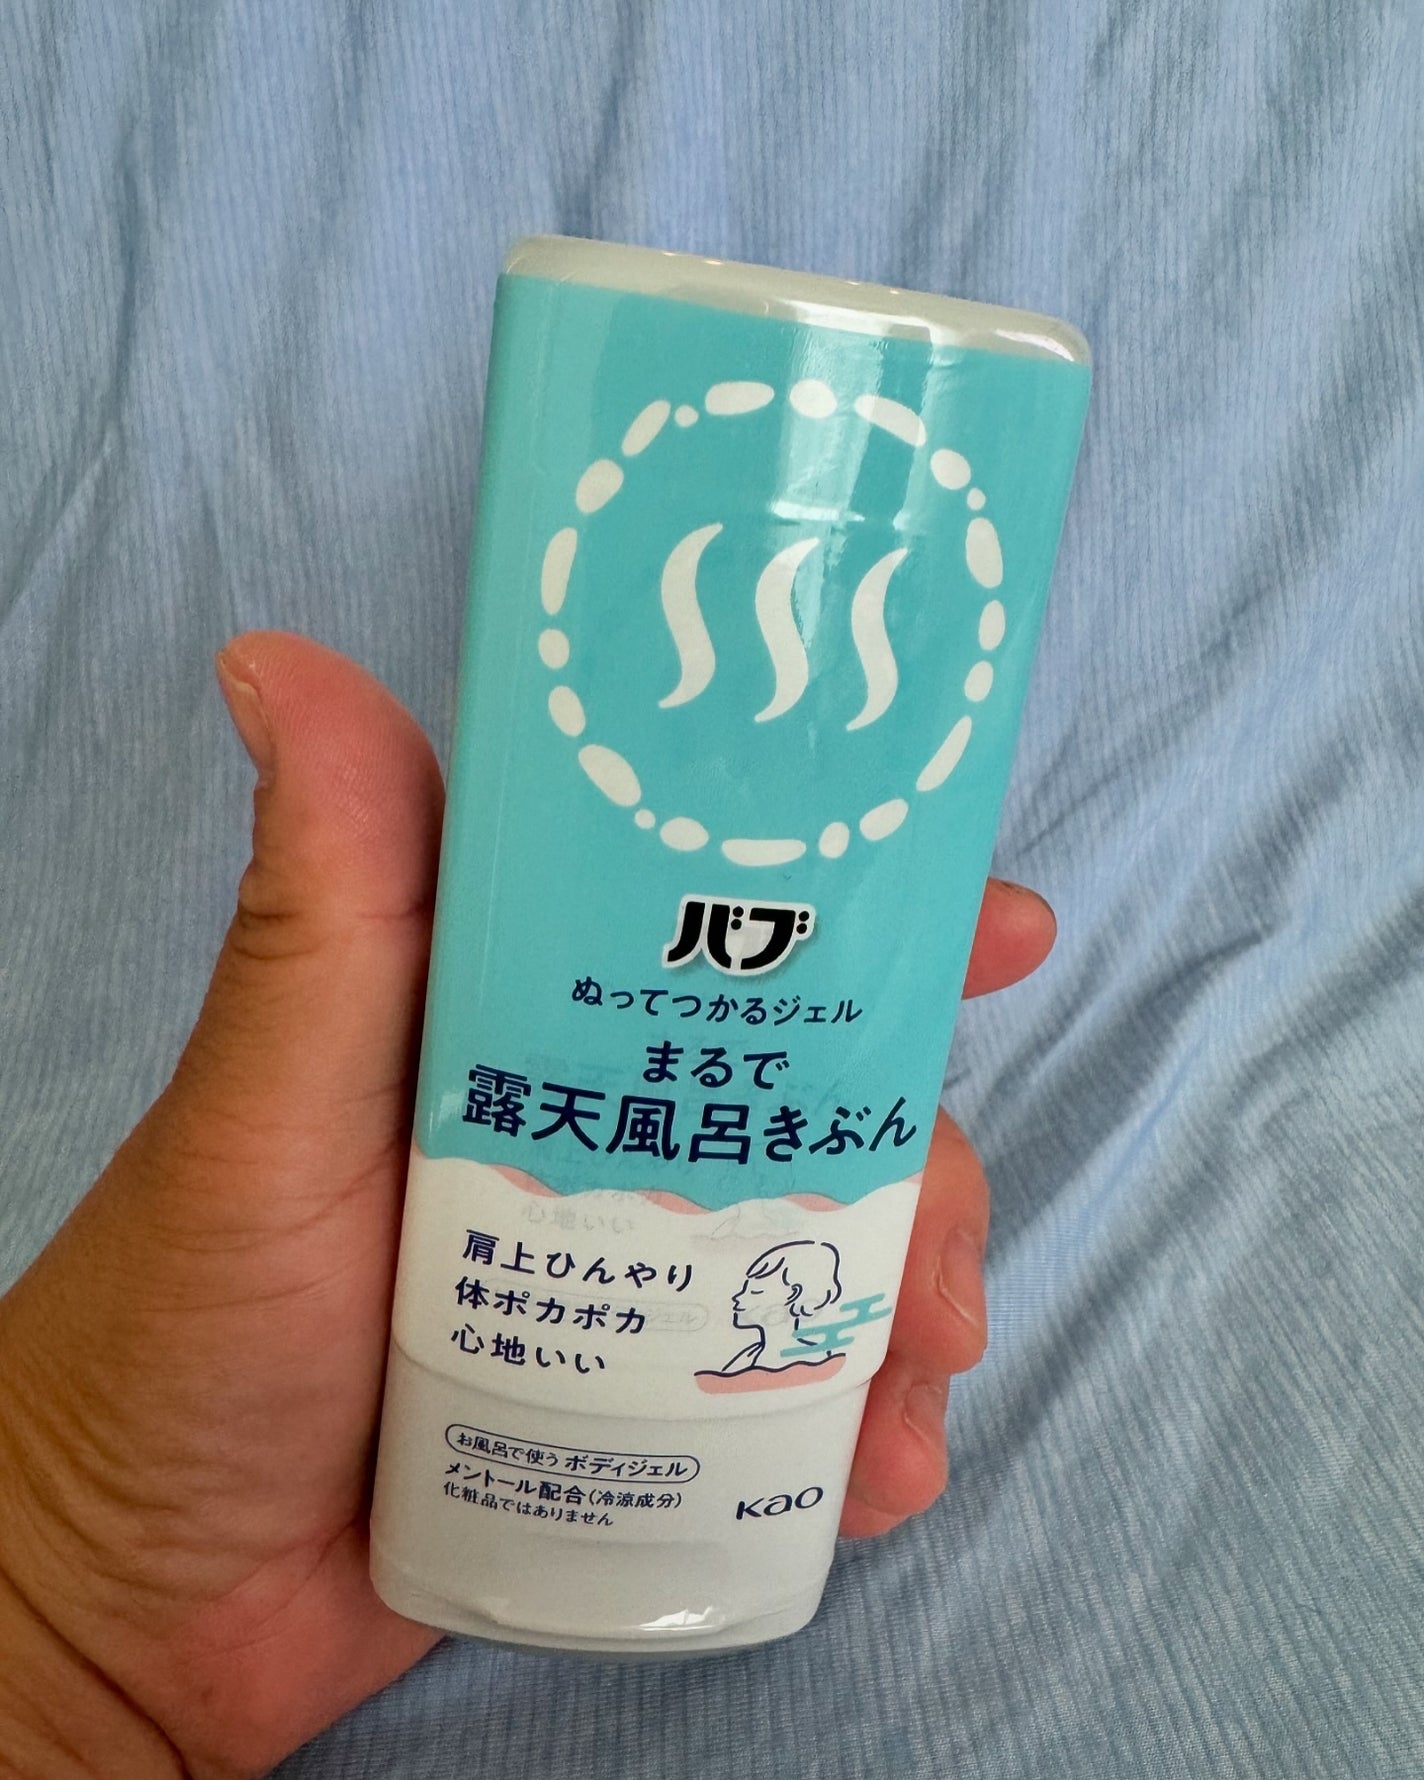 バブ
ぬってつかるジェル
まるで
露天風呂きぶん
肩上ひんやり
体ポカポカ
心地いい
お風呂で使う ボディジェル
メントール配合(冷涼成分)
化粧品ではありません
Kao